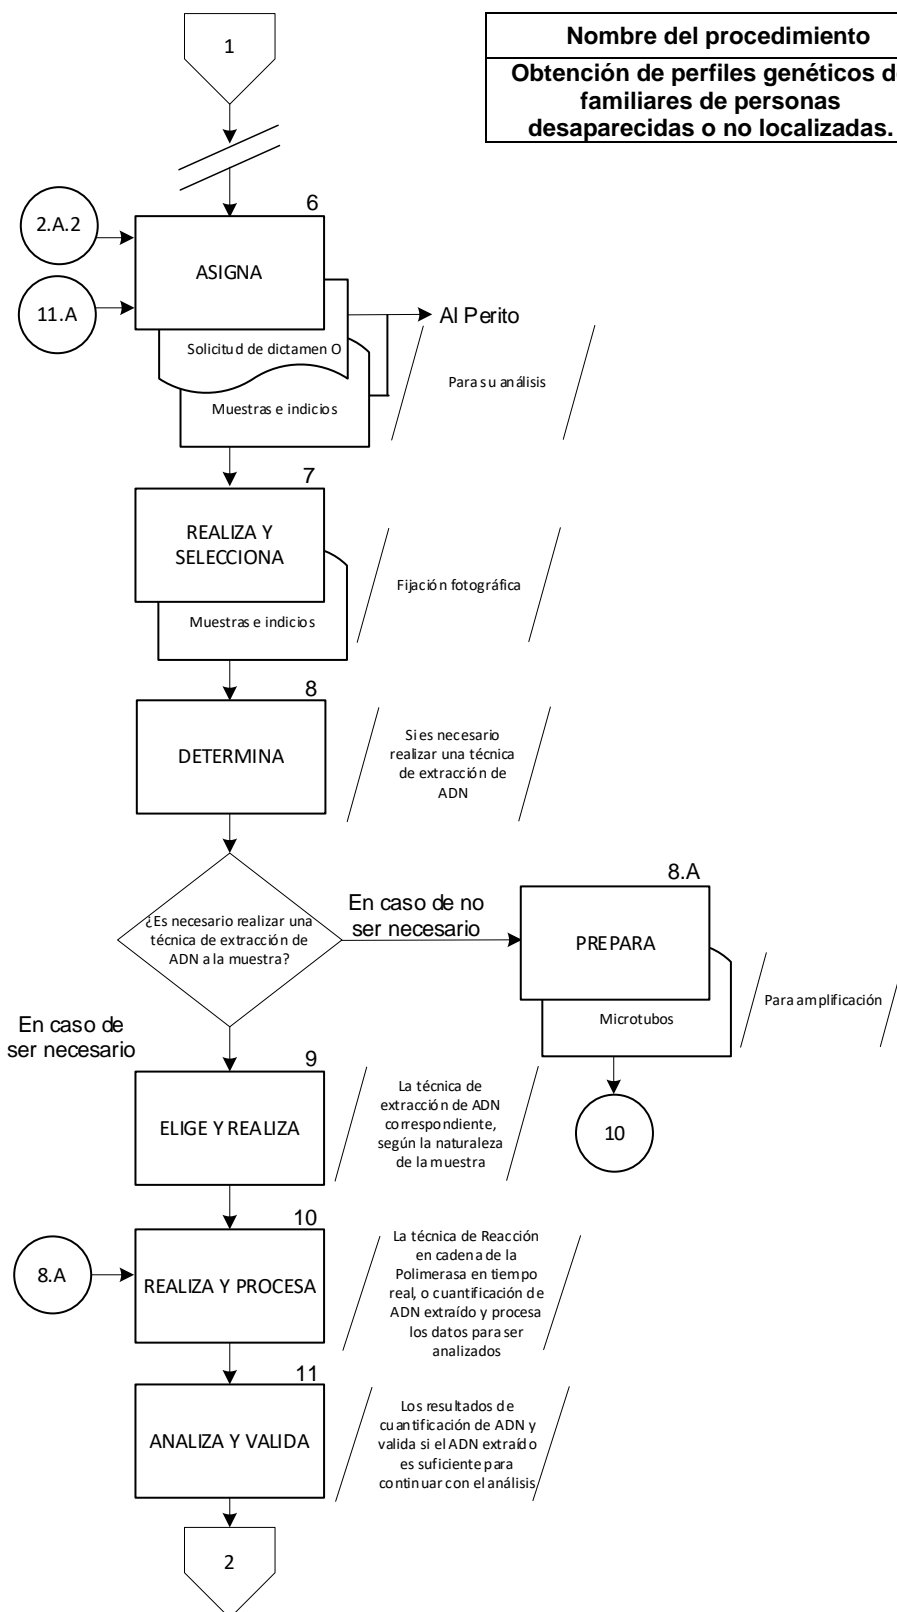 1
Nombre del procedimiento
Obtención de perfiles genéticos d
familiares de personas
desaparecidas o no localizadas.
6
2.A.2
ASIGNA
11.A
Al Perito
Solicitud de dictamen O
Para su análisis
Muestras e indicios
7
REALIZA Y
SELECCIONA
Fijación fotográfica
Muestras e indicios
8
DETERMINA
Si es necesario
realizar una técnica
de extracción de
ADN
¿Es necesario realizar una
técnica de extracción de
ADN a la muestra?
En caso de no
ser necesario
8.A
PREPARA
Microtubos
Para amplificación
10
En caso de
ser necesario
9
ELIGE Y REALIZA
La técnica de
extracción de ADN
correspondiente,
según la naturaleza
de la muestra
10
8.A
REALIZA Y PROCESA
La técnica de Reacción
en cadena de la
Polimerasa en tiempo
real, o cuantificación de
ADN extraído y procesa
los datos para ser
analizados
11
ANALIZA Y VALIDA
Los resultados de
cuantificación de ADN y
valida si el ADN extraído
es suficiente para
continuar con el análisis
2